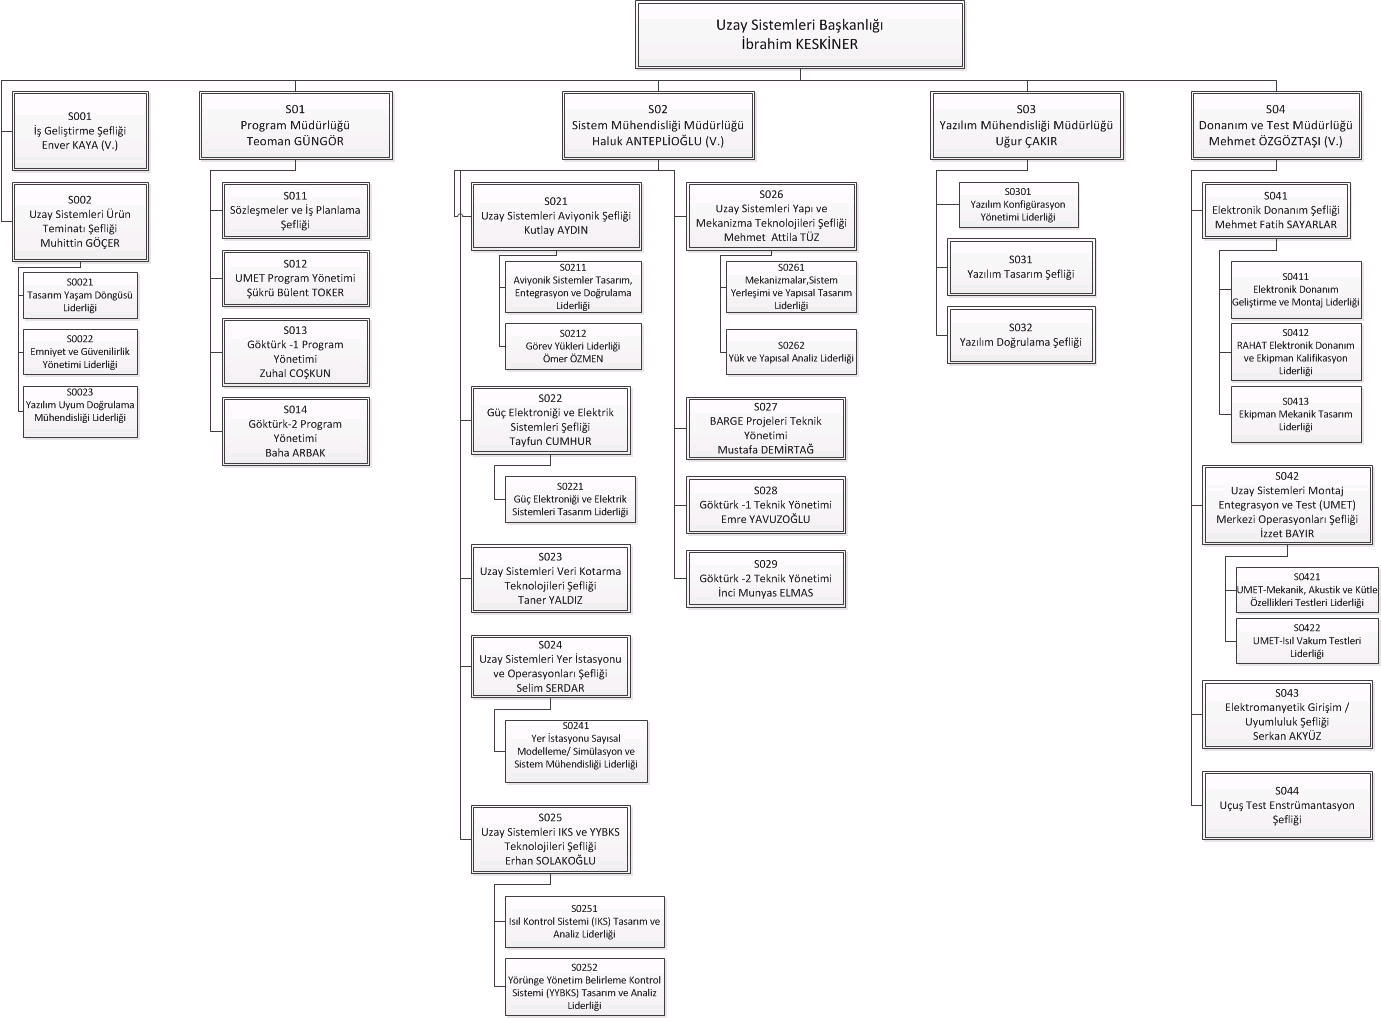 Uzay Sistemleri Başkanlığı
İbrahim KESKİNER
S001
İş Geliştirme Şefliği
Enver KAYA (V.)
S002
Uzay Sistemleri Ürün
Teminatı Şefliği
Muhittin GÖÇER
S0021
Tasarım Yaşam Döngüsü
Liderliği
S0022
Emniyet ve Güvenilirlik
Yönetimi Liderliği
S0023
Yazılım Uyum Doğrulama
Mühendisliği Liderliği
S01
Program Müdürlüğü
Teoman GÜNGÖR
S011
Sözleşmeler ve İş Planlama
Şefliği
S012
UMET Program Yönetimi
Şükrü Bülent TOKER
S013
Göktürk -1 Program
Yönetimi
Zuhal COŞKUN
S014
Göktürk-2 Program
Yönetimi
Baha ARBAK
S02
Sistem Mühendisliği Müdürlüğü
Haluk ANTEPLİOĞLU (V.)
S021
Uzay Sistemleri Aviyonik Şefliği
Kutlay AYDIN
S0211
Aviyonik Sistemler Tasarım,
Entegrasyon ve Doğrulama
Liderliği
S0212
Görev Yükleri Liderliği
Ömer ÖZMEN
S022
Güç Elektroniği ve Elektrik
Sistemleri Şefliği
Tayfun CUMHUR
S0221
Güç Elektroniği ve Elektrik
Sistemleri Tasarım Liderliği
S023
Uzay Sistemleri Veri Kotarma
Teknolojileri Şefliği
Taner YALDIZ
S024
Uzay Sistemleri Yer İstasyonu
ve Operasyonları Şefliği
Selim SERDAR
S0241
Yer İstasyonu Sayısal
Modelleme/ Simülasyon ve
Sistem Mühendisliği Liderliği
S025
Uzay Sistemleri IKS ve YYBKS
Teknolojileri Şefliği
Erhan SOLAKOĞLU
S0251
Isıl Kontrol Sistemi (IKS) Tasarım ve
Analiz Liderliği
S0252
Yörünge Yönetim Belirleme Kontrol
Sistemi (YYBKS) Tasarım ve Analiz
Liderliği
S026
Uzay Sistemleri Yapı ve
Mekanizma Teknolojileri Şefliği
Mehmet Attila TÜZ
S0261
Mekanizmalar,Sistem
Yerleşimi ve Yapısal Tasarım
Liderliği
S0262
Yük ve Yapısal Analiz Liderliği
S027
BARGE Projeleri Teknik
Yönetimi
Mustafa DEMİRTAĞ
S028
Göktürk -1 Teknik Yönetimi
Emre YAVUZOĞLU
S029
Göktürk -2 Teknik Yönetimi
İnci Munyas ELMAS
S03
Yazılım Mühendisliği Müdürlüğü
Uğur ÇAKIR
S0301
Yazılım Konfigürasyon
Yönetimi Liderliği
S031
Yazılım Tasarım Şefliği
S032
Yazılım Doğrulama Şefliği
S04
Donanım ve Test Müdürlüğü
Mehmet ÖZGÖZTAŞI (V.)
S041
Elektronik Donanım Şefliği
Mehmet Fatih SAYARLAR
S0411
Elektronik Donanım
Geliştirme ve Montaj Liderliği
S0412
RAHAT Elektronik Donanım
ve Ekipman Kalifikasyon
Liderliği
S0413
Ekipman Mekanik Tasarım
Liderliği
S042
Uzay Sistemleri Montaj
Entegrasyon ve Test (UMET)
Merkezi Operasyonları Şefliği
İzzet BAYIR
S0421
UMET-Mekanik, Akustik ve Kütle
Özellikleri Testleri Liderliği
S0422
UMET-Isıl Vakum Testleri
Liderliği
S043
Elektromanyetik Girişim /
Uyumluluk Şefliği
Serkan AKYÜZ
S044
Uçuş Test Enstrümantasyon
Şefliği